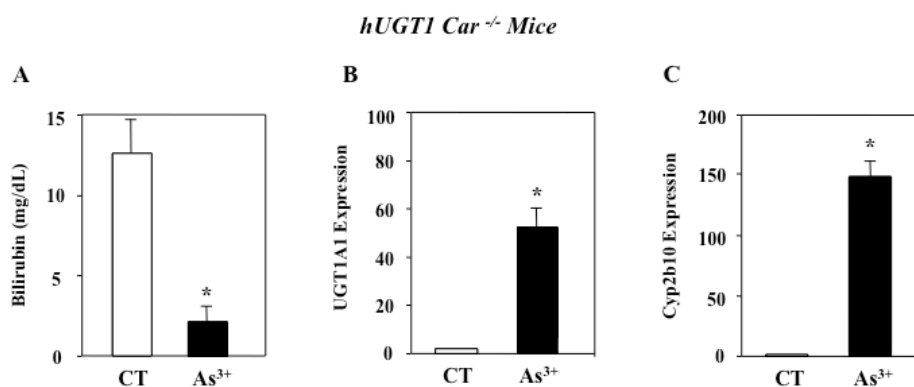 hUGT1 Car -/- Mice
A
B
C
Bilirubin (mg/dL)
15
10
5
0
*
CT As³⁺
UGT1A1 Expression
100
80
60
40
20
0
*
CT As³⁺
Cyp2b10 Expression
200
150
100
50
0
*
CT As³⁺